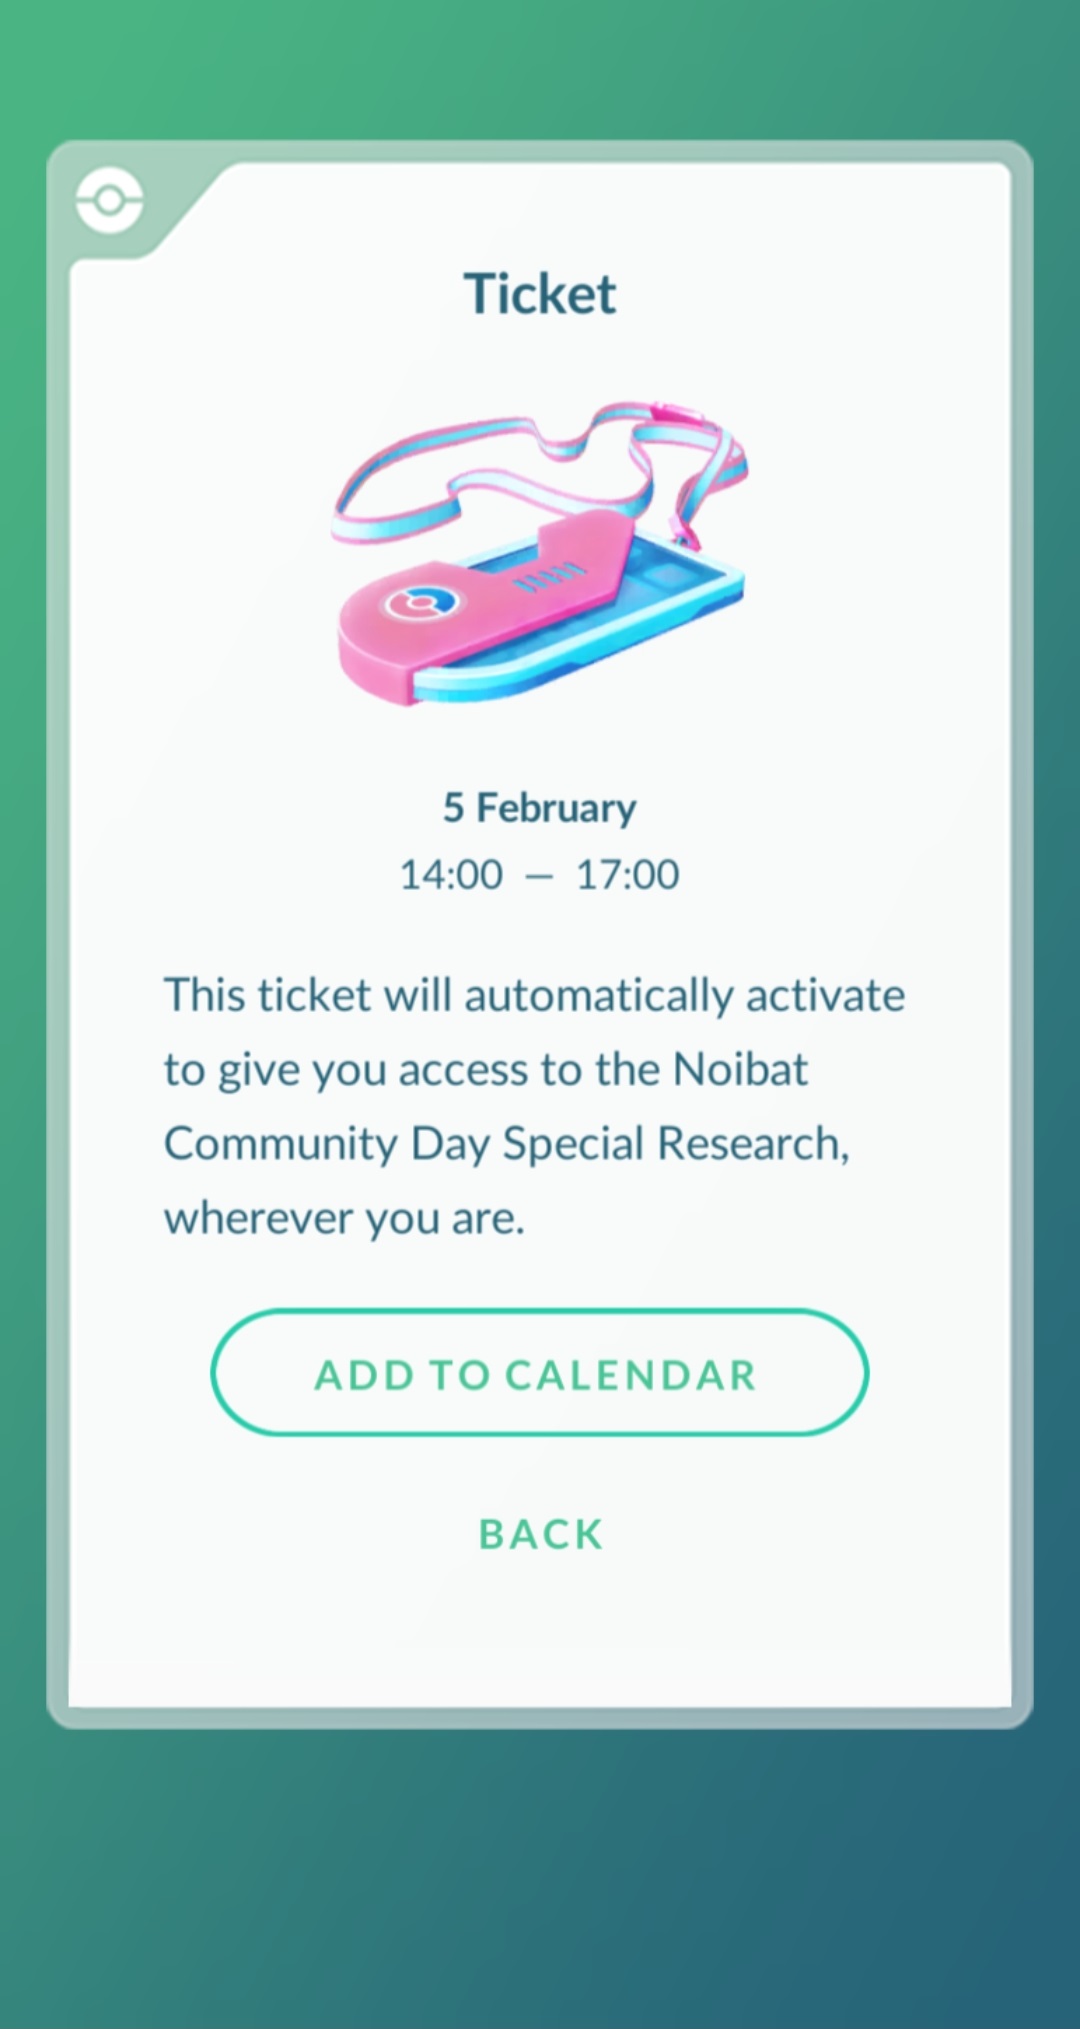 Ticket
5 February
14:00 — 17:00
This ticket will automatically activate
to give you access to the Noibat
Community Day Special Research,
wherever you are.
ADD TO CALENDAR
BACK